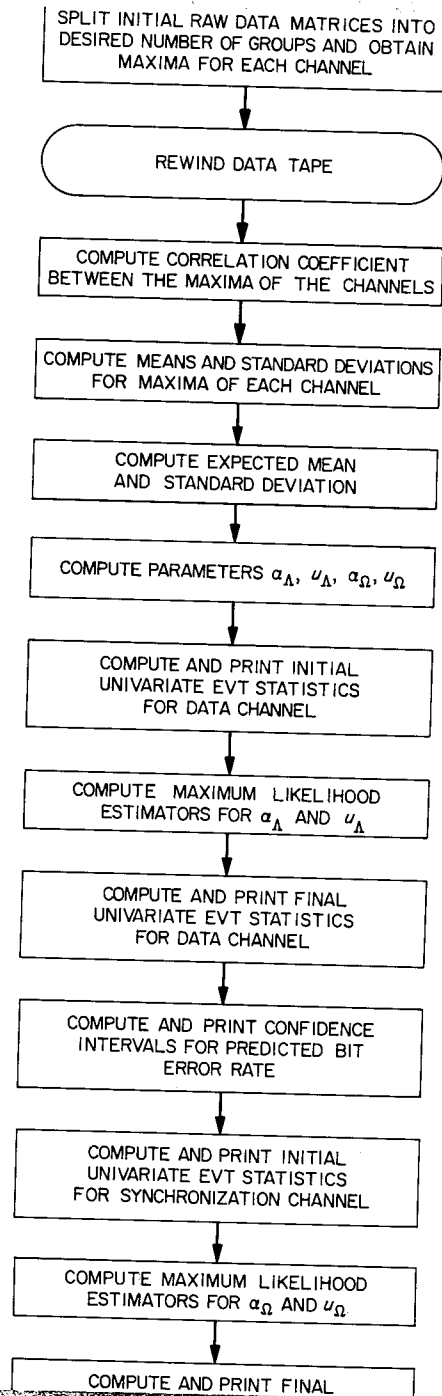 SPLIT INITIAL RAW DATA MATRICES INTO
DESIRED NUMBER OF GROUPS AND OBTAIN
MAXIMA FOR EACH CHANNEL
REWIND DATA TAPE
COMPUTE CORRELATION COEFFICIENT
BETWEEN THE MAXIMA OF THE CHANNELS
COMPUTE MEANS AND STANDARD DEVIATIONS
FOR MAXIMA OF EACH CHANNEL
COMPUTE EXPECTED MEAN
AND STANDARD DEVIATION
COMPUTE PARAMETERS α_Λ, u_Λ, α_Ω, u_Ω
COMPUTE AND PRINT INITIAL
UNIVARIATE EVT STATISTICS
FOR DATA CHANNEL
COMPUTE MAXIMUM LIKELIHOOD
ESTIMATORS FOR α_Λ AND u_Λ
COMPUTE AND PRINT FINAL
UNIVARIATE EVT STATISTICS
FOR DATA CHANNEL
COMPUTE AND PRINT CONFIDENCE
INTERVALS FOR PREDICTED BIT
ERROR RATE
COMPUTE AND PRINT INITIAL
UNIVARIATE EVT STATISTICS
FOR SYNCHRONIZATION CHANNEL
COMPUTE MAXIMUM LIKELIHOOD
ESTIMATORS FOR α_Ω AND u_Ω
COMPUTE AND PRINT FINAL